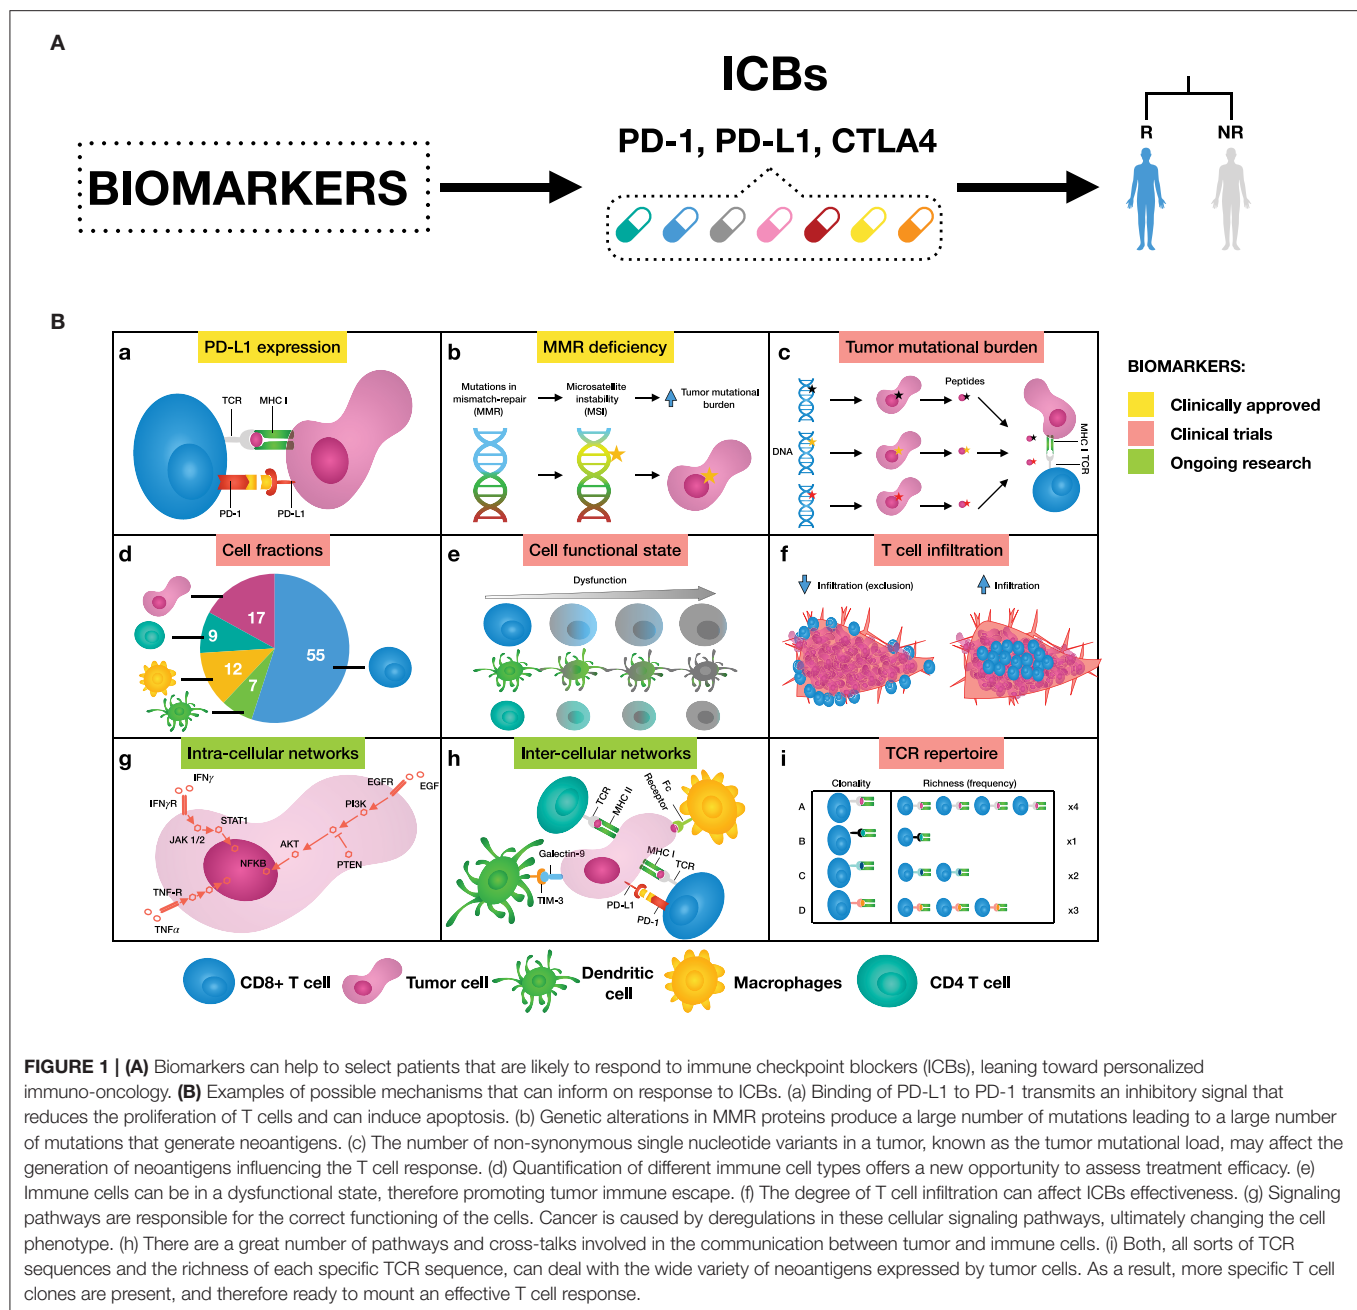 A
ICBs
PD-1, PD-L1, CTLA4
BIOMARKERS
R NR
B
a PD-L1 expression
TCR MHC I
PD-1 PD-L1
b MMR deficiency
Mutations in
mismatch-repair
(MMR)
Microsatellite
instability
(MSI)
Tumor mutational
burden
c Tumor mutational burden
Peptides
DNA
MHC I
TCR
BIOMARKERS:
Clinically approved
Clinical trials
Ongoing research
d Cell fractions
17
9
12
7
55
e Cell functional state
Dysfunction
f T cell infiltration
Infiltration (exclusion)
Infiltration
g Intra-cellular networks
IFNγ
IFNγR
JAK 1/2
STAT1
NFKB
AKT
PI3K
EGFR
EGF
PTEN
TNF-R
TNFα
h Inter-cellular networks
TCR
MHC II
Fc
Receptor
Galectin-9
TIM-3
MHC I
TCR
PD-L1
PD-1
i TCR repertoire
Clonality Richness (frequency)
A x4
B x1
C x2
D x3
CD8+ T cell Tumor cell Dendritic
cell Macrophages CD4 T cell
FIGURE 1 | (A) Biomarkers can help to select patients that are likely to respond to immune checkpoint blockers (ICBs), leaning toward personalized
immuno-oncology. (B) Examples of possible mechanisms that can inform on response to ICBs. (a) Binding of PD-L1 to PD-1 transmits an inhibitory signal that
reduces the proliferation of T cells and can induce apoptosis. (b) Genetic alterations in MMR proteins produce a large number of mutations leading to a large number
of mutations that generate neoantigens. (c) The number of non-synonymous single nucleotide variants in a tumor, known as the tumor mutational load, may affect the
generation of neoantigens influencing the T cell response. (d) Quantification of different immune cell types offers a new opportunity to assess treatment efficacy. (e)
Immune cells can be in a dysfunctional state, therefore promoting tumor immune escape. (f) The degree of T cell infiltration can affect ICBs effectiveness. (g) Signaling
pathways are responsible for the correct functioning of the cells. Cancer is caused by deregulations in these cellular signaling pathways, ultimately changing the cell
phenotype. (h) There are a great number of pathways and cross-talks involved in the communication between tumor and immune cells. (i) Both, all sorts of TCR
sequences and the richness of each specific TCR sequence, can deal with the wide variety of neoantigens expressed by tumor cells. As a result, more specific T cell
clones are present, and therefore ready to mount an effective T cell response.